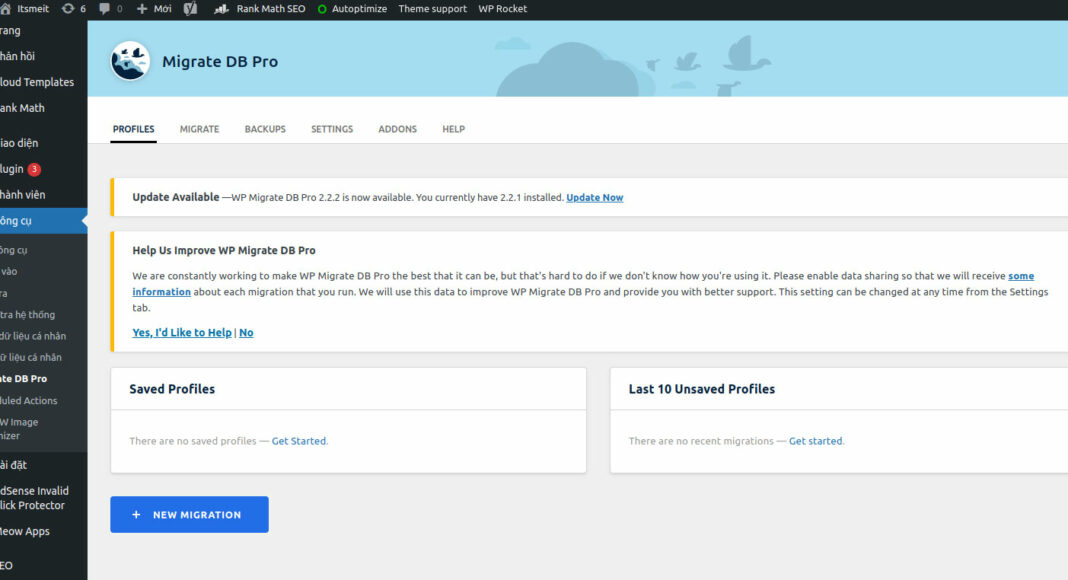 Itsmeit 6 0 Mới Rank Math SEO Autoptimize Theme support WP Rocket
Migrate DB Pro
PROFILES MIGRATE BACKUPS SETTINGS ADDONS HELP
rang
hản hồi
loud Templates
ank Math
iao diện
lugin 3
hành viên
ông cụ
ông cụ
vào
ra
tra hệ thống
dữ liệu cá nhân
ữ liệu cá nhân
ate DB Pro
duled Actions
W Image
mizer
ài đặt
dSense Invalid
lick Protector
Meow Apps
EO
Update Available —WP Migrate DB Pro 2.2.2 is now available. You currently have 2.2.1 installed. Update Now
Help Us Improve WP Migrate DB Pro
We are constantly working to make WP Migrate DB Pro the best that it can be, but that's hard to do if we don't know how you're using it. Please enable data sharing so that we will receive some
information about each migration that you run. We will use this data to improve WP Migrate DB Pro and provide you with better support. This setting can be changed at any time from the Settings
tab.
Yes, I'd Like to Help | No
Saved Profiles
There are no saved profiles — Get Started.
Last 10 Unsaved Profiles
There are no recent migrations — Get started.
+ NEW MIGRATION